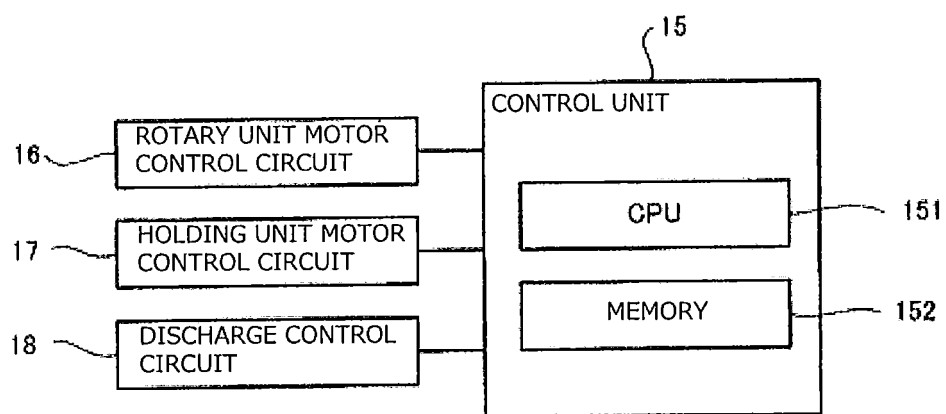 15
CONTROL UNIT
16
ROTARY UNIT MOTOR
CONTROL CIRCUIT
CPU
151
17
HOLDING UNIT MOTOR
CONTROL CIRCUIT
MEMORY
152
18
DISCHARGE CONTROL
CIRCUIT